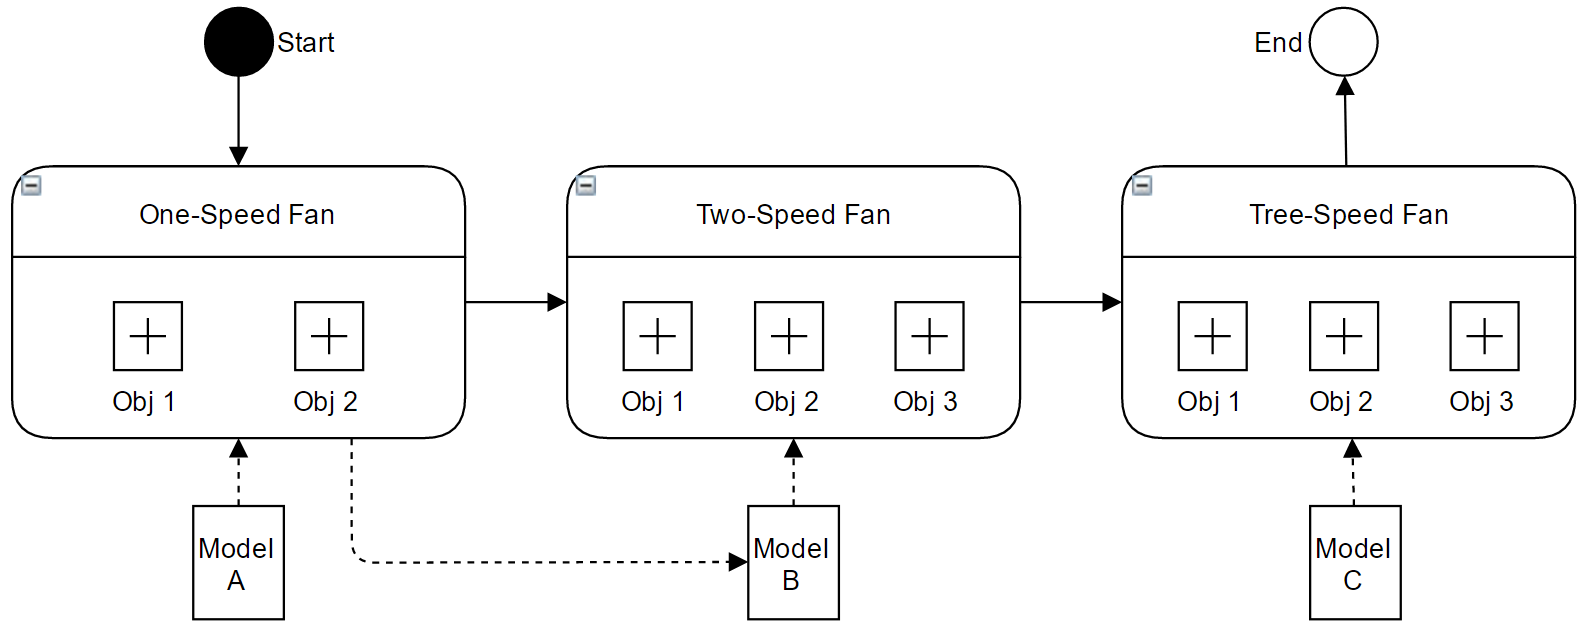 Start
End
One-Speed Fan
Two-Speed Fan
Tree-Speed Fan
Obj 1
Obj 2
Obj 1
Obj 2
Obj 3
Obj 1
Obj 2
Obj 3
Model
A
Model
B
Model
C